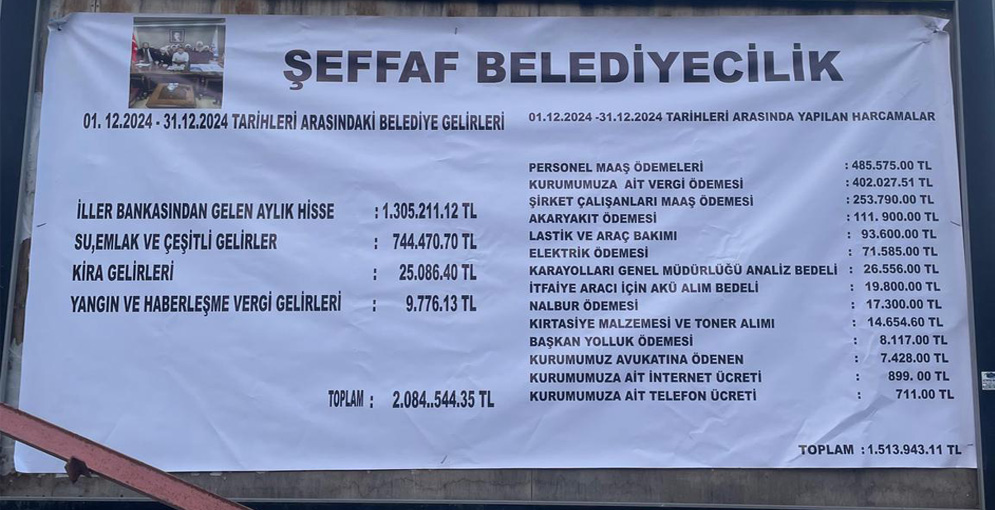 ŞEFFAF BELEDİYECİLİK
01. 12.2024 - 31.12.2024 TARİHLERİ ARASINDAKİ BELEDİYE GELİRLERİ
İLLER BANKASINDAN GELEN AYLIK HİSSE : 1.305.211.12 TL
SU,EMLAK VE ÇEŞİTLİ GELİRLER : 744.470.70 TL
KİRA GELİRLERİ : 25.086.40 TL
YANGIN VE HABERLEŞME VERGİ GELİRLERİ : 9.776.13 TL
TOPLAM : 2.084..544.35 TL
01.12.2024 -31.12.2024 TARİHLERİ ARASINDA YAPILAN HARCAMALAR
PERSONEL MAAŞ ÖDEMELERİ : 485.575.00 TL
KURUMUMUZA AİT VERGİ ÖDEMESİ : 402.027.51 TL
ŞİRKET ÇALIŞANLARI MAAŞ ÖDEMESİ : 253.790.00 TL
AKARYAKIT ÖDEMESİ : 111. 900.00 TL
LASTİK VE ARAÇ BAKIMI : 93.600.00 TL
ELEKTRİK ÖDEMESİ : 71.585.00 TL
KARAYOLLARI GENEL MÜDÜRLÜĞÜ ANALİZ BEDELİ : 26.556.00 TL
İTFAİYE ARACI İÇİN AKÜ ALIM BEDELİ : 19.800.00 TL
NALBUR ÖDEMESİ : 17.300.00 TL
KIRTASİYE MALZEMESİ VE TONER ALIMI : 14.654.60 TL
BAŞKAN YOLLUK ÖDEMESİ : 8.117.00 TL
KURUMUMUZ AVUKATINA ÖDENEN : 7.428.00 TL
KURUMUMUZA AİT İNTERNET ÜCRETİ : 899. 00 TL
KURUMUMUZA AİT TELEFON ÜCRETİ : 711.00 TL
TOPLAM : 1.513.943.11 TL